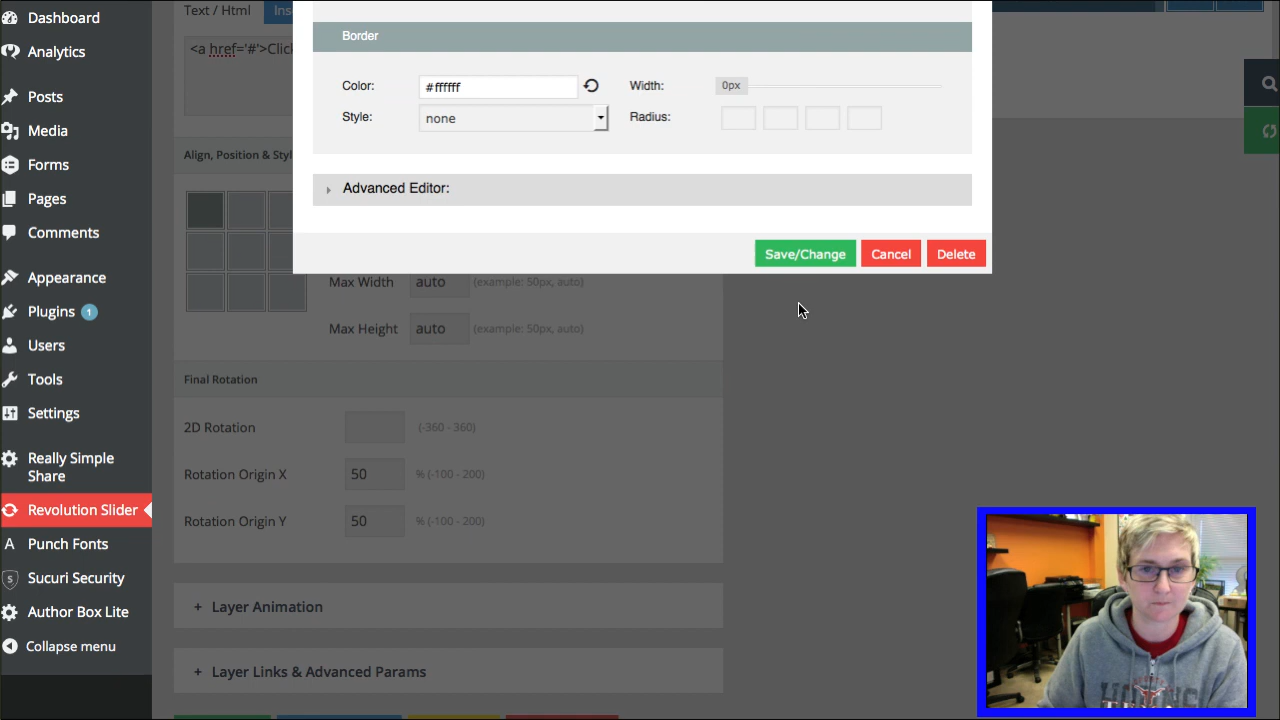 Dashboard
Analytics
Posts
Media
Forms
Pages
Comments
Appearance
Plugins 1
Users
Tools
Settings
Really Simple
Share
Revolution Slider
Punch Fonts
Sucuri Security
Author Box Lite
Collapse menu
Text / Html
Ins
<a href='#'>Click
Align, Position & Styl
Border
Color: #ffffff
Width: 0px
Style: none
Radius:
Advanced Editor:
Save/Change Cancel Delete
Max Width auto (example: 50px, auto)
Max Height auto (example: 50px, auto)
Final Rotation
2D Rotation (-360 - 360)
Rotation Origin X 50 % (-100 - 200)
Rotation Origin Y 50 % (-100 - 200)
+ Layer Animation
+ Layer Links & Advanced Params